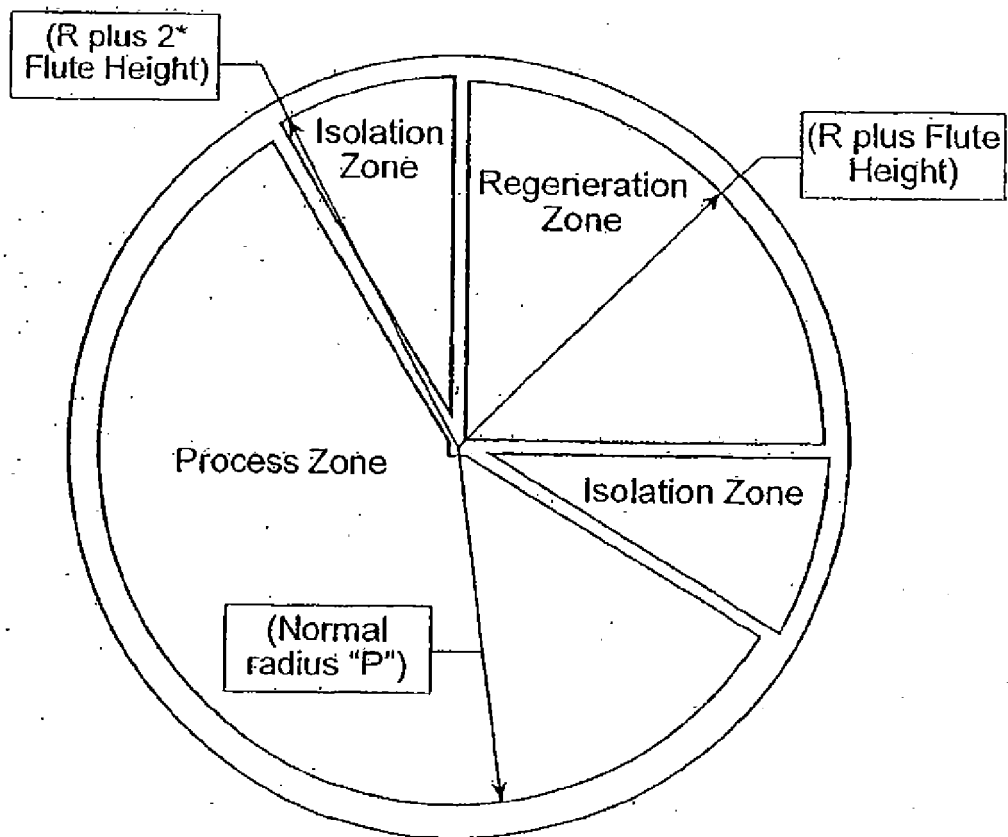 (R plus 2*
Flute Height)
Isolation
Zone
(R plus Flute
Height)
Regeneration
Zone
Process Zone
Isolation Zone
(Normal
radius "P")